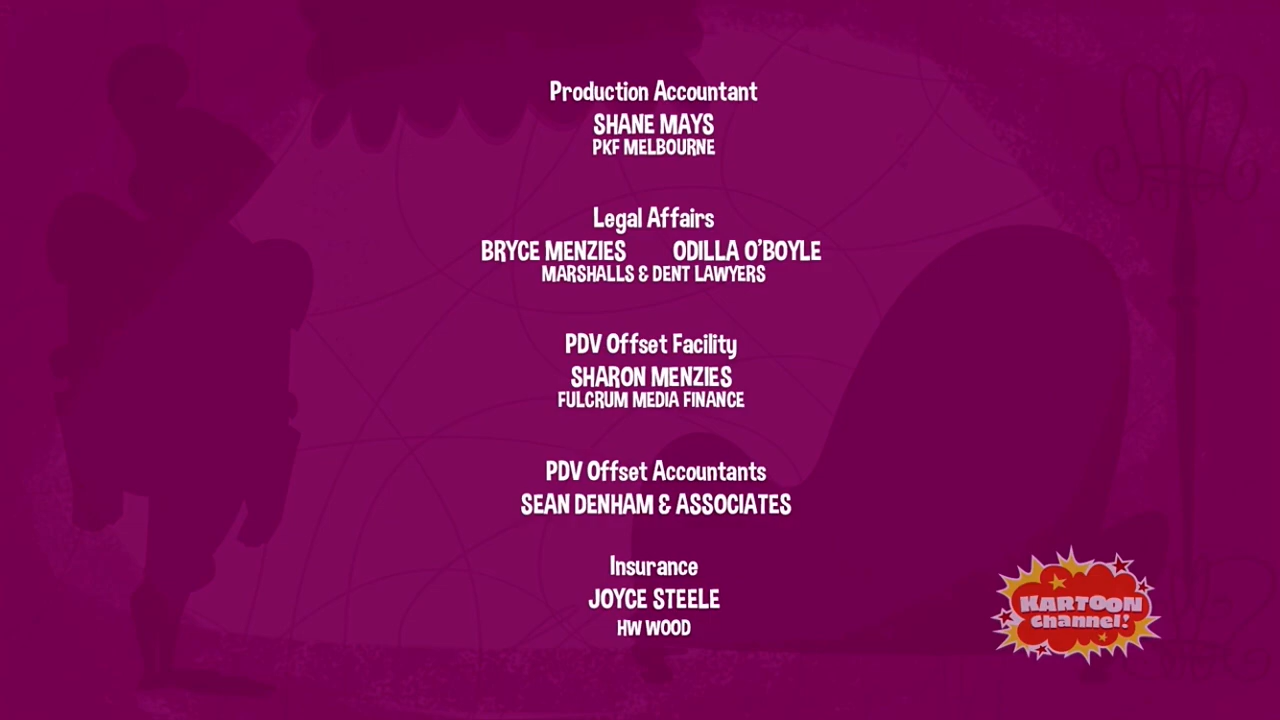 Production Accountant
SHANE MAYS
PKF MELBOURNE
Legal Affairs
BRYCE MENZIES ODILLA O'BOYLE
MARSHALLS & DENT LAWYERS
PDV Offset Facility
SHARON MENZIES
FULCRUM MEDIA FINANCE
PDV Offset Accountants
SEAN DENHAM & ASSOCIATES
Insurance
JOYCE STEELE
HW WOOD
KARTOON
Channel!